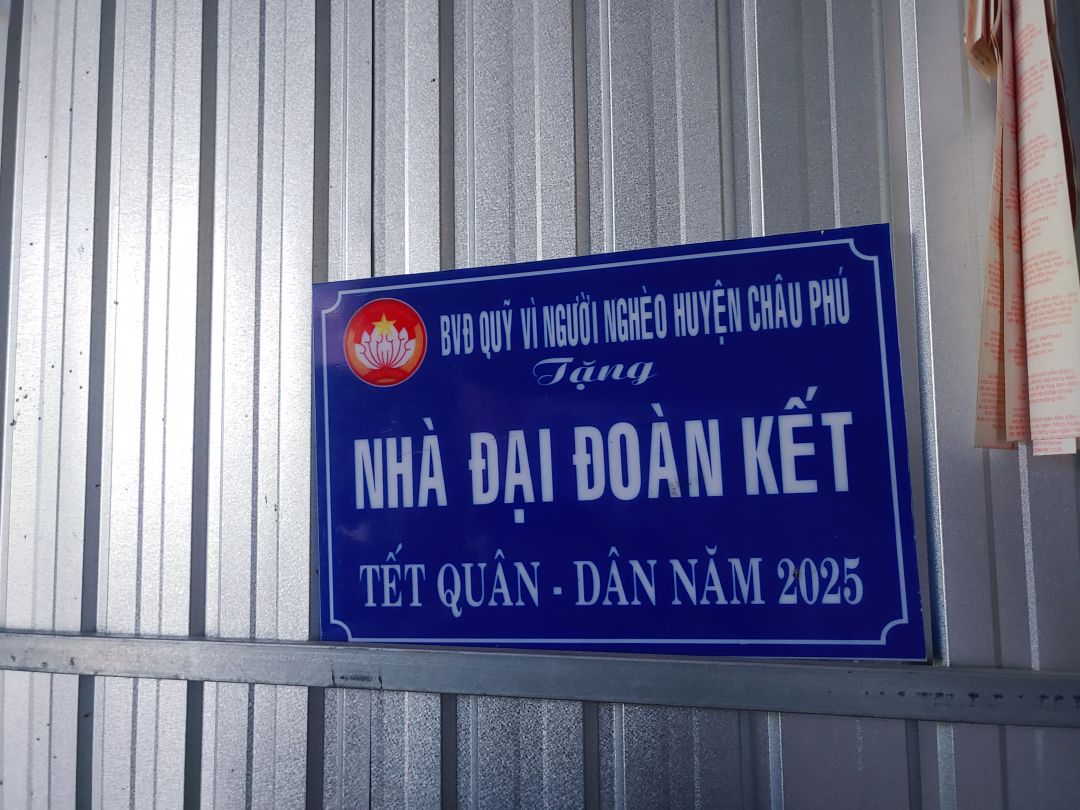 BVĐ QUỸ VÌ NGƯỜI NGHÈO HUYỆN CHÂU PHÚ
Tặng
NHÀ ĐẠI ĐOÀN KẾT
TẾT QUÂN - DÂN NĂM 2025